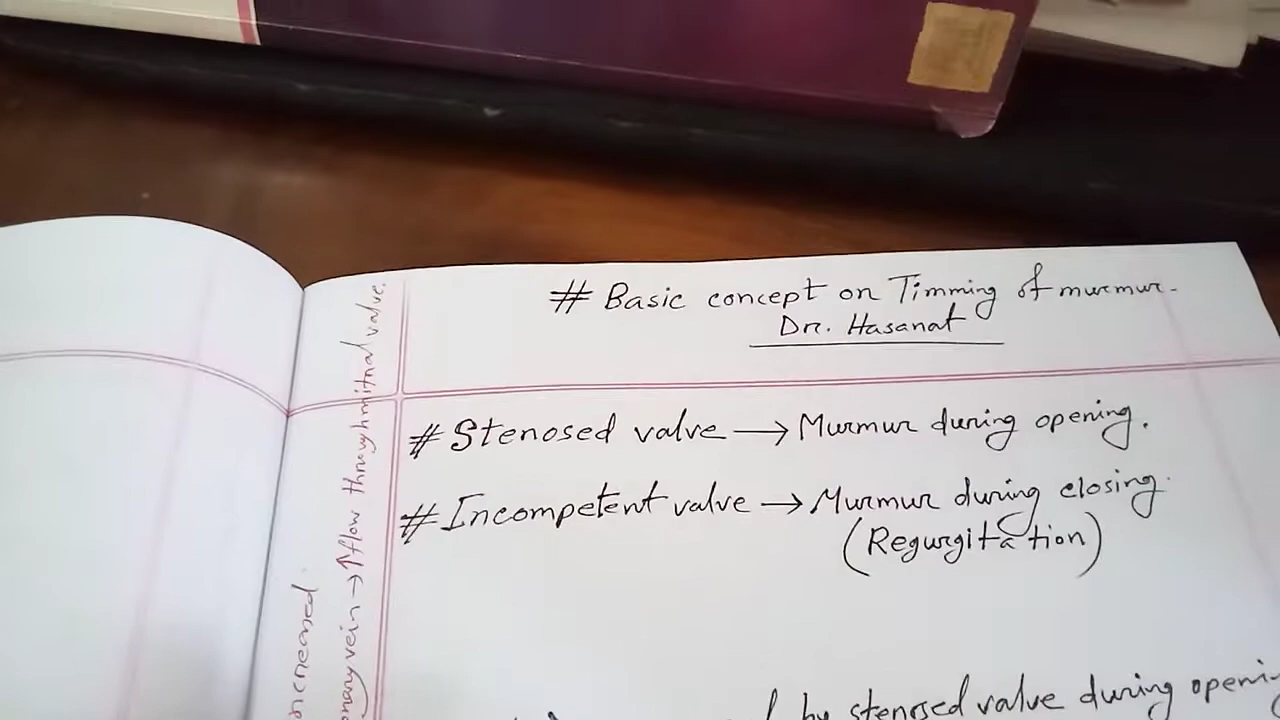 # Basic concept on Timming of murmur.
Dr. Hasanat
# Stenosed valve → Murmur during opening.
# Incompetent valve → Murmur during closing.
(Regurgitation)
by stenosed valve during openi
vein → ↑flow through mitral valve.
increased